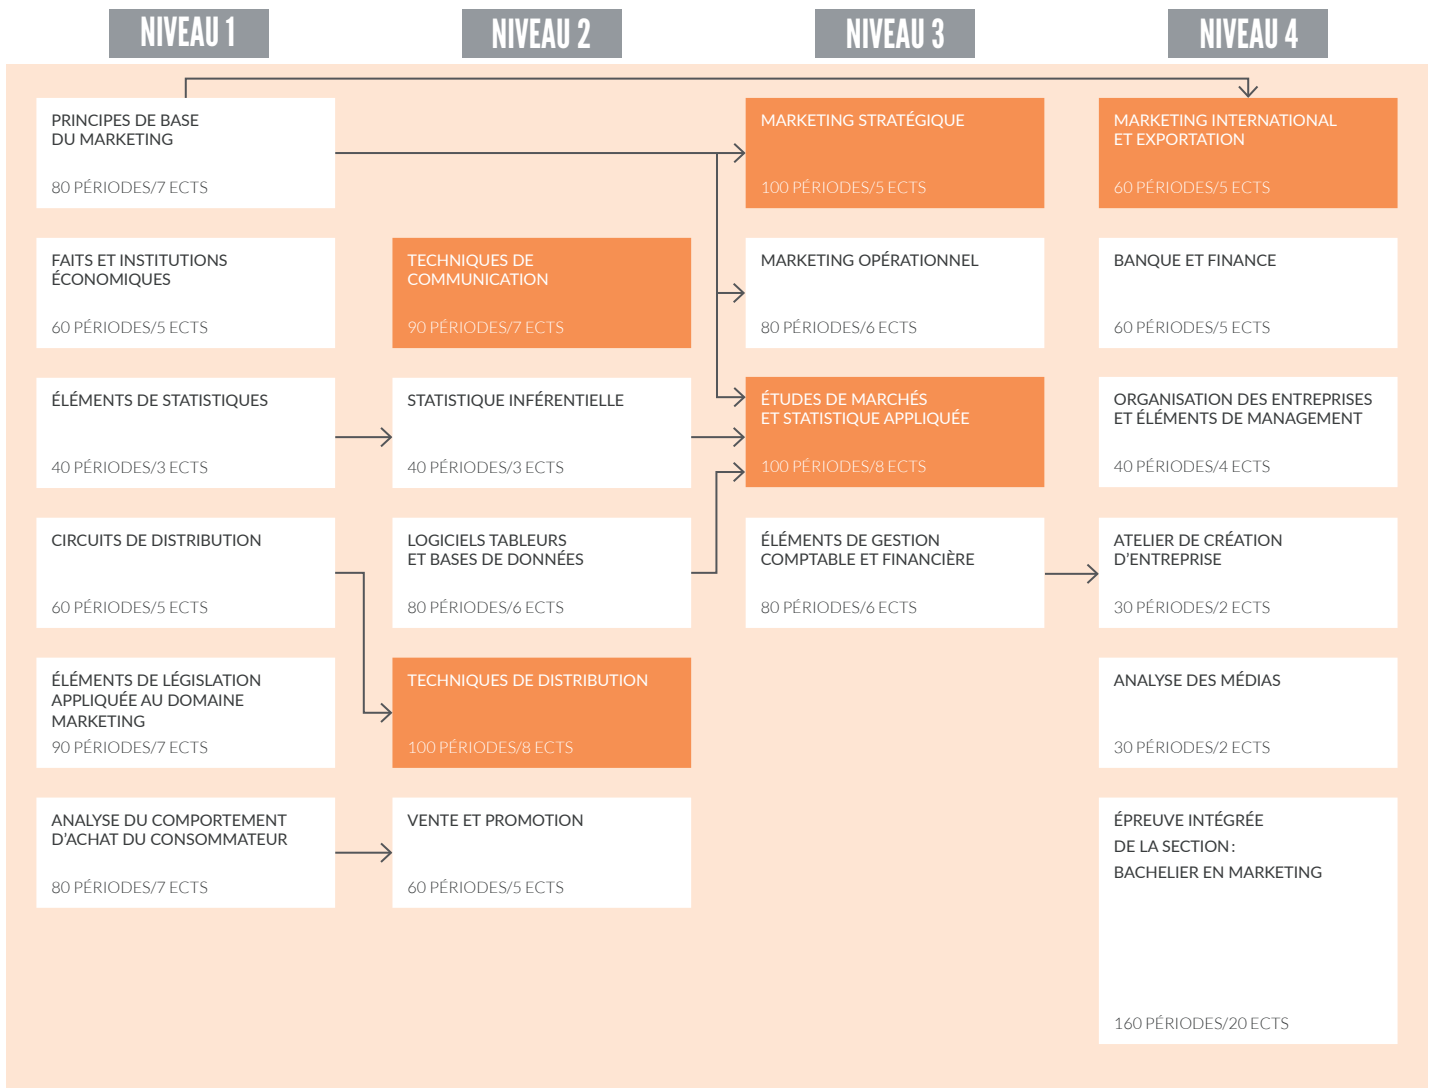 NIVEAU 1
NIVEAU 2
NIVEAU 3
NIVEAU 4
PRINCIPES DE BASE
DU MARKETING
80 PÉRIODES/7 ECTS
FAITS ET INSTITUTIONS
ÉCONOMIQUES
60 PÉRIODES/5 ECTS
ÉLÉMENTS DE STATISTIQUES
40 PÉRIODES/3 ECTS
CIRCUITS DE DISTRIBUTION
60 PÉRIODES/5 ECTS
ÉLÉMENTS DE LÉGISLATION
APPLIQUÉE AU DOMAINE
MARKETING
90 PÉRIODES/7 ECTS
ANALYSE DU COMPORTEMENT
D'ACHAT DU CONSOMMATEUR
80 PÉRIODES/7 ECTS
TECHNIQUES DE
COMMUNICATION
90 PÉRIODES/7 ECTS
STATISTIQUE INFÉRENTIELLE
40 PÉRIODES/3 ECTS
LOGICIELS TABLEURS
ET BASES DE DONNÉES
80 PÉRIODES/6 ECTS
TECHNIQUES DE DISTRIBUTION
100 PÉRIODES/8 ECTS
VENTE ET PROMOTION
60 PÉRIODES/5 ECTS
MARKETING STRATÉGIQUE
100 PÉRIODES/5 ECTS
MARKETING OPÉRATIONNEL
80 PÉRIODES/6 ECTS
ÉTUDES DE MARCHÉS
ET STATISTIQUE APPLIQUÉE
100 PÉRIODES/8 ECTS
ÉLÉMENTS DE GESTION
COMPTABLE ET FINANCIÈRE
80 PÉRIODES/6 ECTS
MARKETING INTERNATIONAL
ET EXPORTATION
60 PÉRIODES/5 ECTS
BANQUE ET FINANCE
60 PÉRIODES/5 ECTS
ORGANISATION DES ENTREPRISES
ET ÉLÉMENTS DE MANAGEMENT
40 PÉRIODES/4 ECTS
ATELIER DE CRÉATION
D'ENTREPRISE
30 PÉRIODES/2 ECTS
ANALYSE DES MÉDIAS
30 PÉRIODES/2 ECTS
ÉPREUVE INTÉGRÉE
DE LA SECTION :
BACHELIER EN MARKETING
160 PÉRIODES/20 ECTS